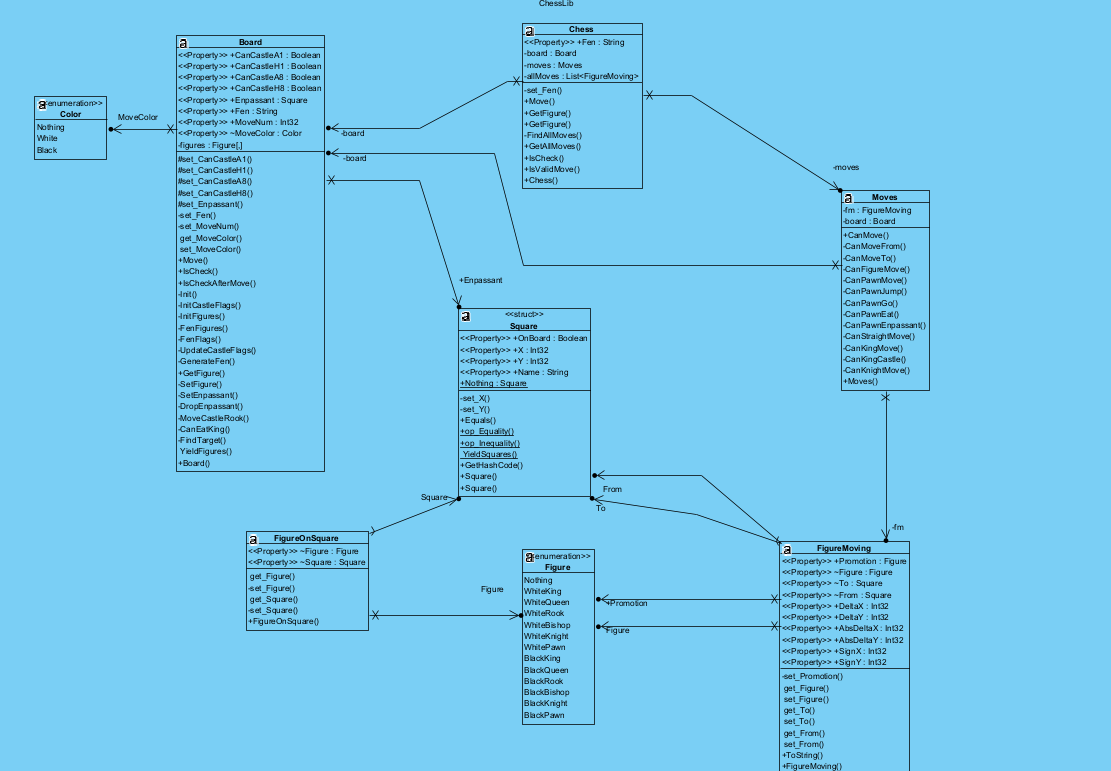 ChessLib
Board
<<Property>> +CanCastleA1 : Boolean
<<Property>> +CanCastleH1 : Boolean
<<Property>> +CanCastleA8 : Boolean
<<Property>> +CanCastleH8 : Boolean
<<Property>> +Enpassant : Square
<<Property>> +Fen : String
<<Property>> +MoveNum : Int32
<<Property>> ~MoveColor : Color
-figures : Figure[,]
#set_CanCastleA1()
#set_CanCastleH1()
#set_CanCastleA8()
#set_CanCastleH8()
#set_Enpassant()
-set_Fen()
-set_MoveNum()
get_MoveColor()
set_MoveColor()
+Move()
+IsCheck()
+IsCheckAfterMove()
-Init()
-InitCastleFlags()
-InitFigures()
-FenFigures()
-FenFlags()
-UpdateCastleFlags()
-GenerateFen()
+GetFigure()
-SetFigure()
-SetEnpassant()
-DropEnpassant()
-MoveCastleRook()
-CanEatKing()
-FindTarget()
YieldFigures()
+Board()
enumeration>>
Color
Nothing
White
Black
MoveColor
Chess
<<Property>> +Fen : String
-board : Board
-moves : Moves
-allMoves : List<FigureMoving>
-set_Fen()
+Move()
+GetFigure()
+GetFigure()
-FindAllMoves()
+GetAllMoves()
+IsCheck()
+IsValidMove()
+Chess()
-board
-board
-moves
Moves
-fm : FigureMoving
-board : Board
+CanMove()
-CanMoveFrom()
-CanMoveTo()
-CanFigureMove()
-CanPawnMove()
-CanPawnJump()
-CanPawnGo()
-CanPawnEat()
-CanPawnEnpassant()
-CanStraightMove()
-CanKingMove()
-CanKingCastle()
-CanKnightMove()
+Moves()
+Enpassant
<<struct>>
Square
<<Property>> +OnBoard : Boolean
<<Property>> +X : Int32
<<Property>> +Y : Int32
<<Property>> +Name : String
+Nothing : Square
-set_X()
-set_Y()
+Equals()
+op_Equality()
+op_Inequality()
YieldSquares()
+GetHashCode()
+Square()
+Square()
Square
From
To
-fm
FigureOnSquare
<<Property>> ~Figure : Figure
<<Property>> ~Square : Square
get_Figure()
-set_Figure()
get_Square()
-set_Square()
+FigureOnSquare()
Figure
enumeration>>
Figure
Nothing
WhiteKing
WhiteQueen
WhiteRook
WhiteBishop
WhiteKnight
WhitePawn
BlackKing
BlackQueen
BlackRook
BlackBishop
BlackKnight
BlackPawn
+Promotion
Figure
FigureMoving
<<Property>> +Promotion : Figure
<<Property>> ~Figure : Figure
<<Property>> ~To : Square
<<Property>> ~From : Square
<<Property>> +DeltaX : Int32
<<Property>> +DeltaY : Int32
<<Property>> +AbsDeltaX : Int32
<<Property>> +AbsDeltaY : Int32
<<Property>> +SignX : Int32
<<Property>> +SignY : Int32
-set_Promotion()
get_Figure()
set_Figure()
get_To()
set_To()
get_From()
set_From()
+ToString()
+FigureMoving()